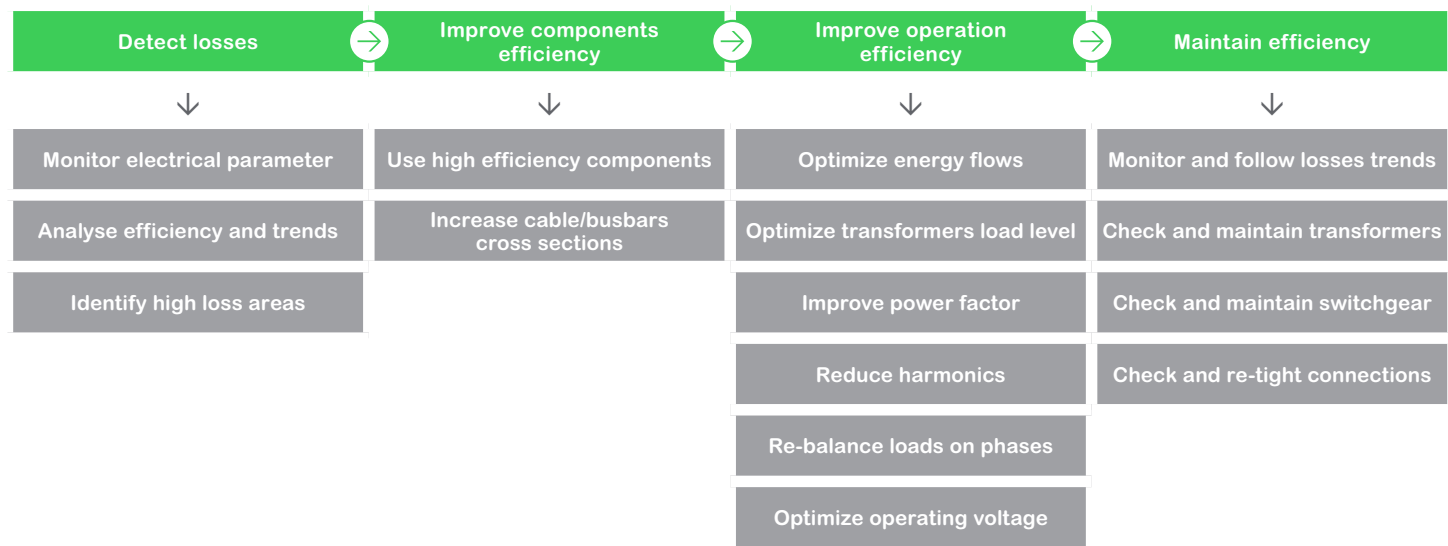 Detect losses
Improve components
efficiency
Improve operation
efficiency
Maintain efficiency
Monitor electrical parameter
Analyse efficiency and trends
Identify high loss areas
Use high efficiency components
Increase cable/busbars
cross sections
Optimize energy flows
Optimize transformers load level
Improve power factor
Reduce harmonics
Re-balance loads on phases
Optimize operating voltage
Monitor and follow losses trends
Check and maintain transformers
Check and maintain switchgear
Check and re-tight connections